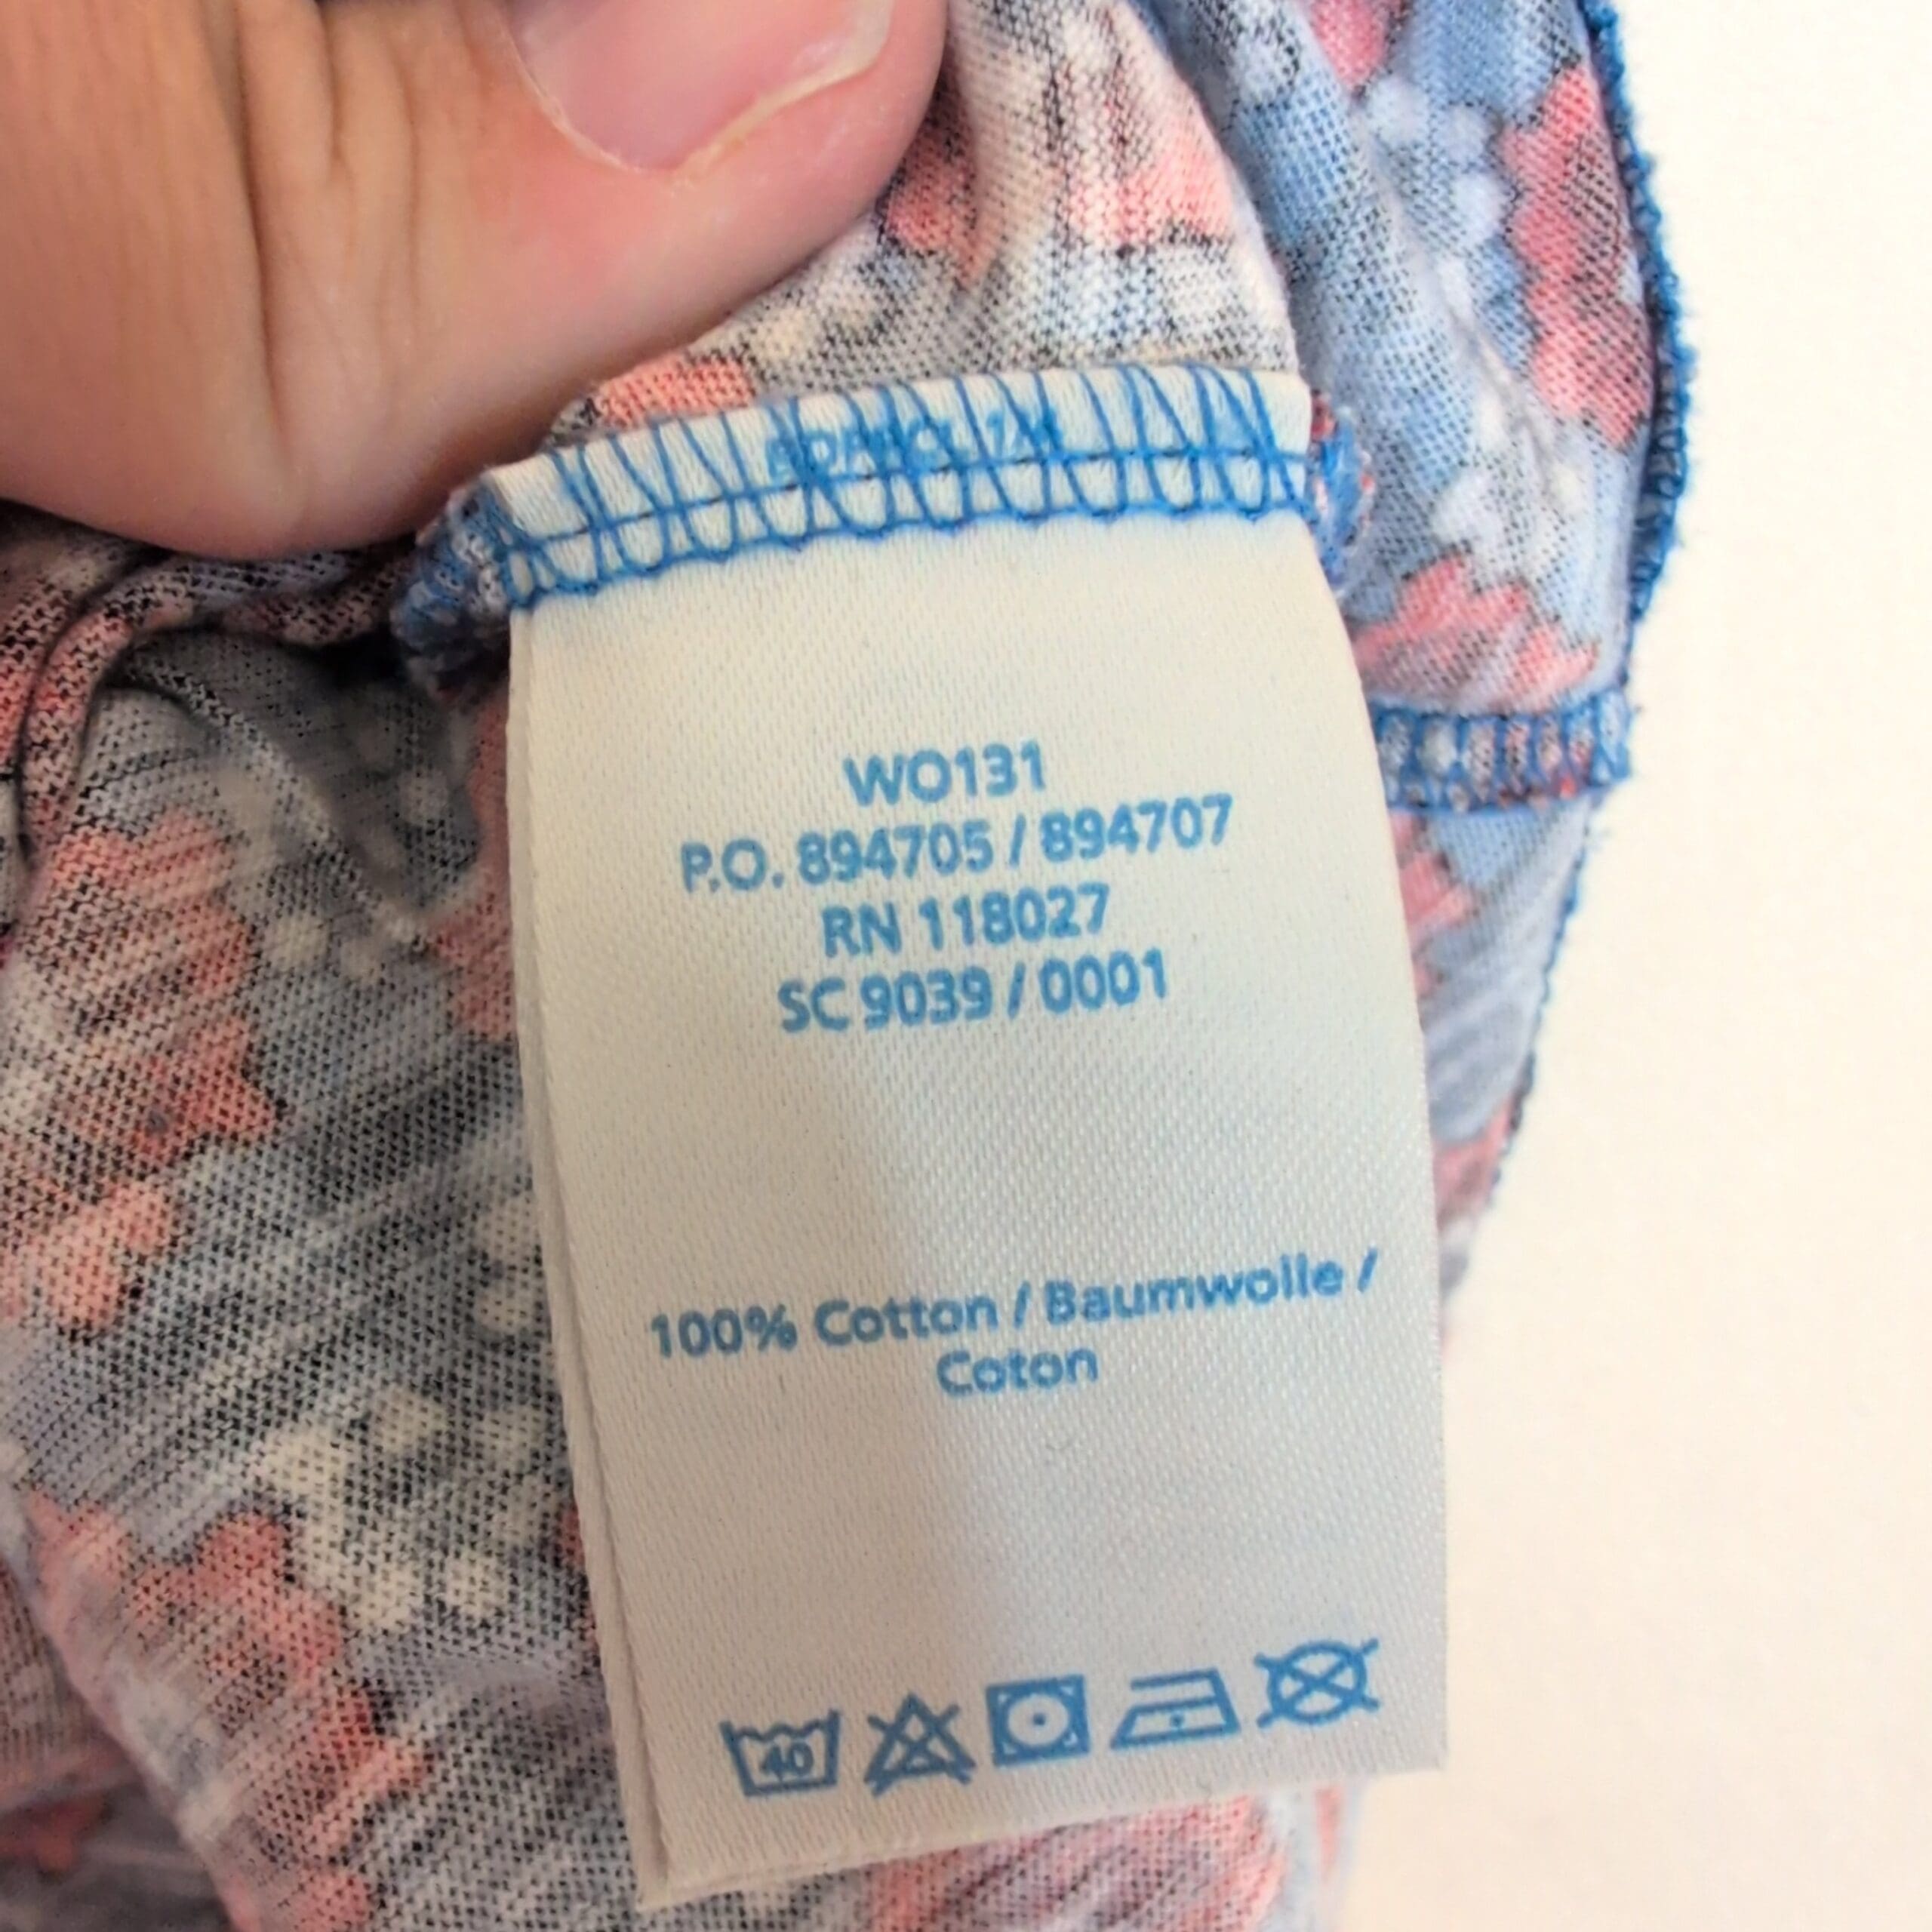 WO131
P.O. 894705 / 894707
RN 118027
SC 9039 / 0001
100% Cotton / Baumwolle /
Coton
40